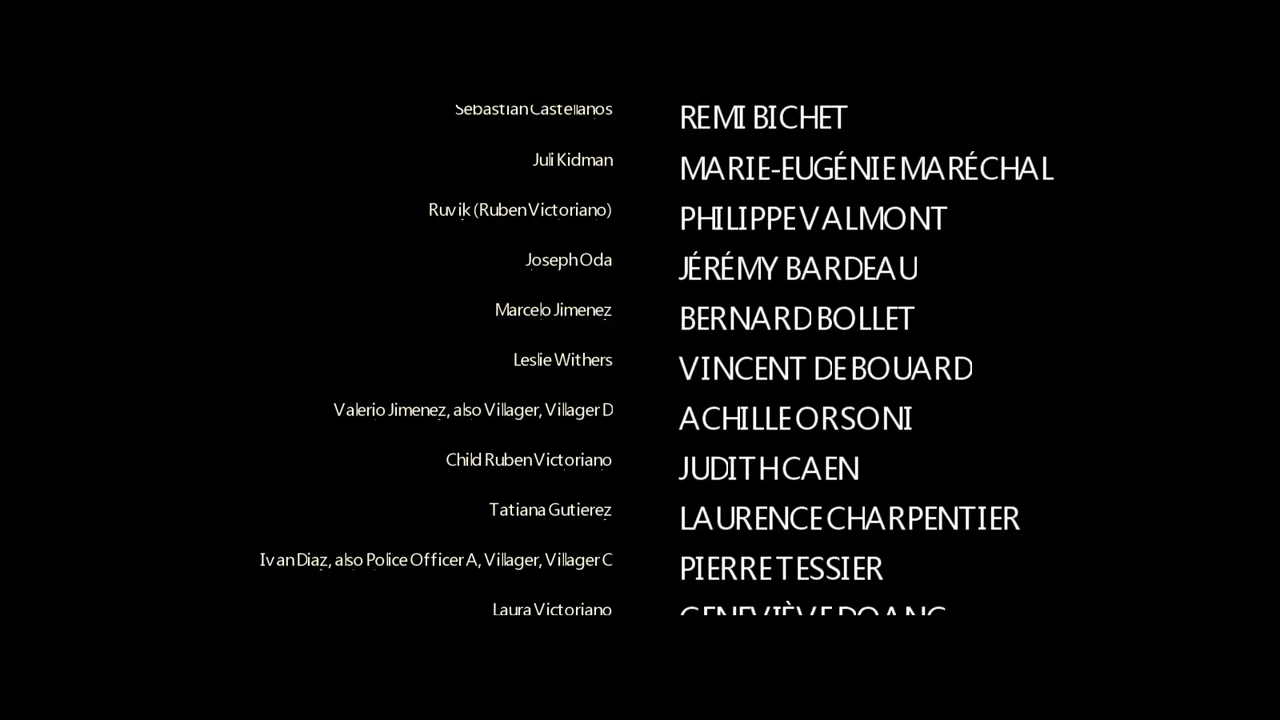 Sebastian Castellanos REMI BICHET
Juli Kidman MARIE-EUGÉNIE MARÉCHAL
Ruvik (Ruben Victoriano) PHILIPPE VALMONT
Joseph Oda JÉRÉMY BARDEAU
Marcelo Jimenez BERNARD BOLLET
Leslie Withers VINCENT DE BOUARD
Valerio Jimenez, also Villager, Villager D ACHILLE ORSONI
Child Ruben Victoriano JUDITH CAEN
Tatiana Gutierez LAURENCE CHARPENTIER
Ivan Diaz, also Police Officer A, Villager, Villager C PIERRE TESSIER
Laura Victoriano GENEVIÈVE DOANG